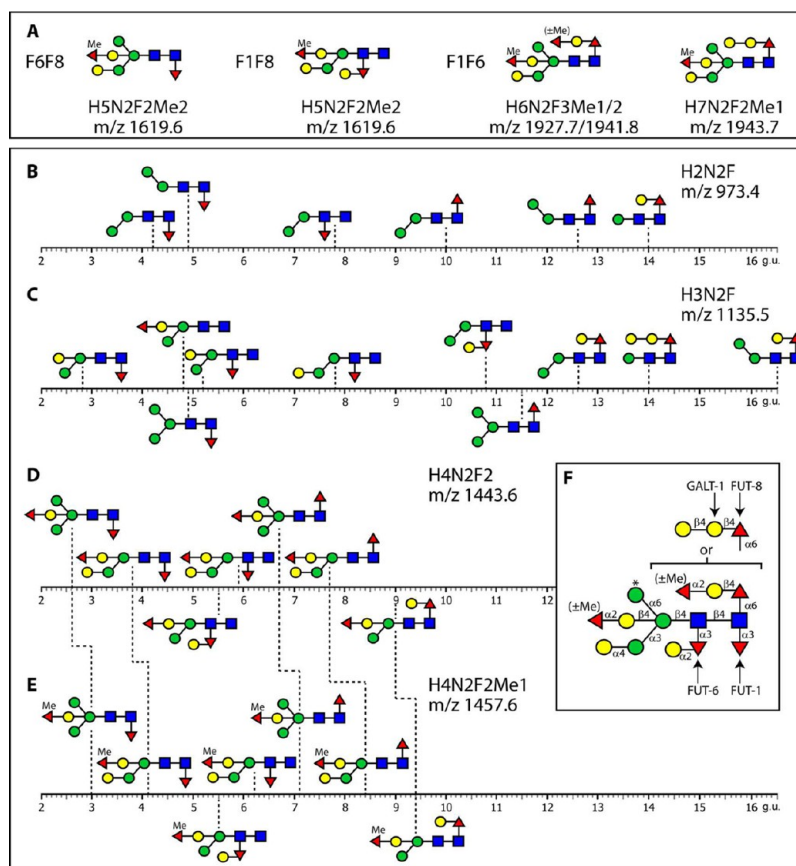 A
F6F8
Me
H5N2F2Me2
m/z 1619.6
F1F8
Me
H5N2F2Me2
m/z 1619.6
F1F6
(±Me)
Me
H6N2F3Me1/2
m/z 1927.7/1941.8
Me
H7N2F2Me1
m/z 1943.7
B
H2N2F
m/z 973.4
2 3 4 5 6 7 8 9 10 11 12 13 14 15 16 g.u.
C
H3N2F
m/z 1135.5
2 3 4 5 6 7 8 9 10 11 12 13 14 15 16 g.u.
D
H4N2F2
m/z 1443.6
2 3 4 5 6 7 8 9 10 11 12
E
H4N2F2Me1
m/z 1457.6
Me
Me
Me
Me
Me
2 3 4 5 6 7 8 9 10 11 12 13 14 15 16 g.u.
Me
Me
F
GALT-1 FUT-8
β4 β4
α6
or
* (±Me)
α2 β4
(±Me) α6 α6
α2 β4 β4 β4
α4 α3 α3 α3
α2
FUT-6 FUT-1